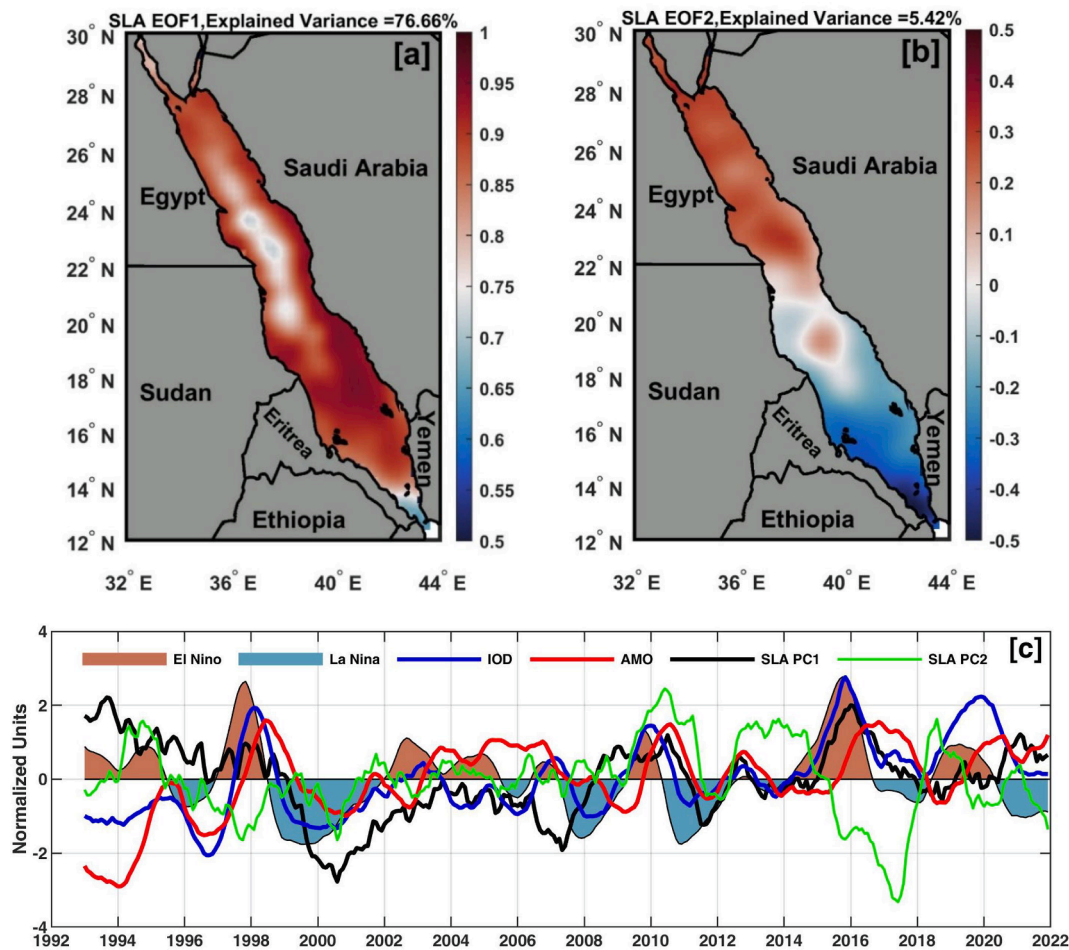 SLA EOF1,Explained Variance =76.66%
SLA EOF2,Explained Variance =5.42%
30° N
28° N
26° N
24° N
22° N
20° N
18° N
16° N
14° N
12° N
32° E
36° E
40° E
44° E
[a]
Saudi Arabia
Egypt
Sudan
Eritrea
Yemen
Ethiopia
1
0.95
0.9
0.85
0.8
0.75
0.7
0.65
0.6
0.55
0.5
30° N
28° N
26° N
24° N
22° N
20° N
18° N
16° N
14° N
12° N
32° E
36° E
40° E
44° E
[b]
Saudi Arabia
Egypt
Sudan
Eritrea
Yemen
Ethiopia
0.5
0.4
0.3
0.2
0.1
0
-0.1
-0.2
-0.3
-0.4
-0.5
[c]
El Nino La Nina IOD AMO SLA PC1 SLA PC2
Normalized Units
4
2
0
-2
-4
1992 1994 1996 1998 2000 2002 2004 2006 2008 2010 2012 2014 2016 2018 2020 2022